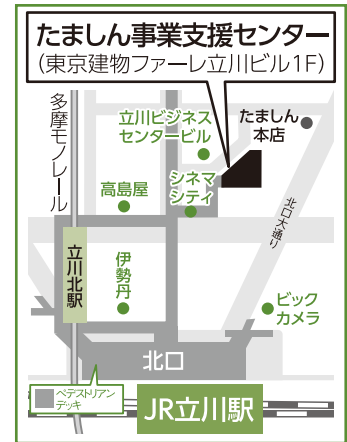 たましん事業支援センター
(東京建物ファーレ立川ビル1F)
多摩モノレール
立川ビジネス
センタービル
たましん
本店
シネマ
シティ
高島屋
北口大通り
立川北駅
伊勢丹
ビック
カメラ
北口
ペデストリアン
デッキ
JR立川駅